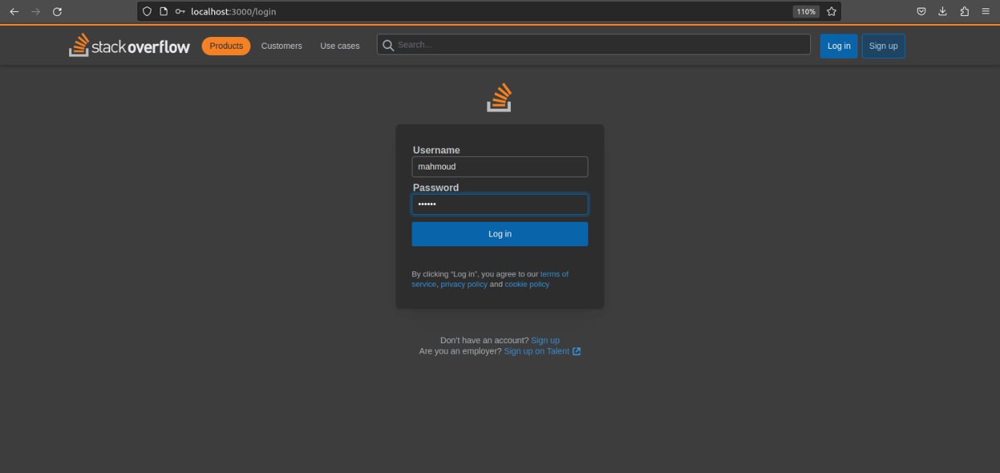 localhost:3000/login
110%
stack overflow
Products
Customers
Use cases
Search...
Log in
Sign up
Username
mahmoud
Password
••••••
Log in
By clicking “Log in”, you agree to our terms of
service, privacy policy and cookie policy
Don't have an account? Sign up
Are you an employer? Sign up on Talent